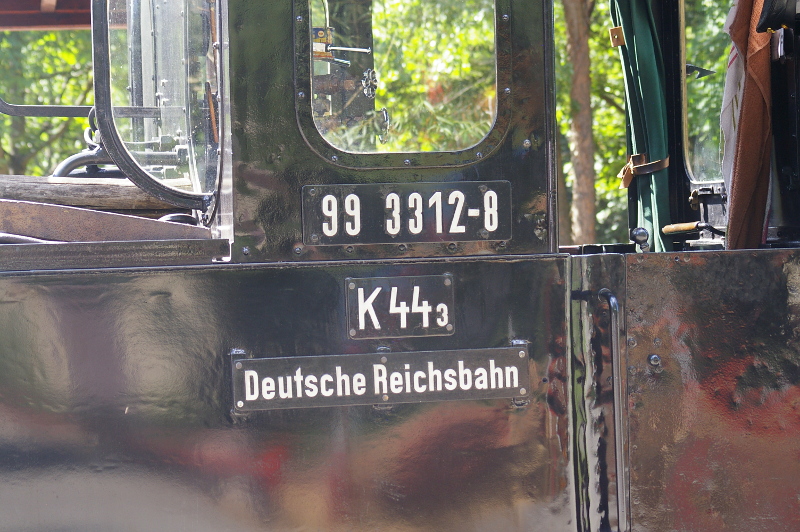 99 3312-8
K 44 3
Deutsche Reichsbahn